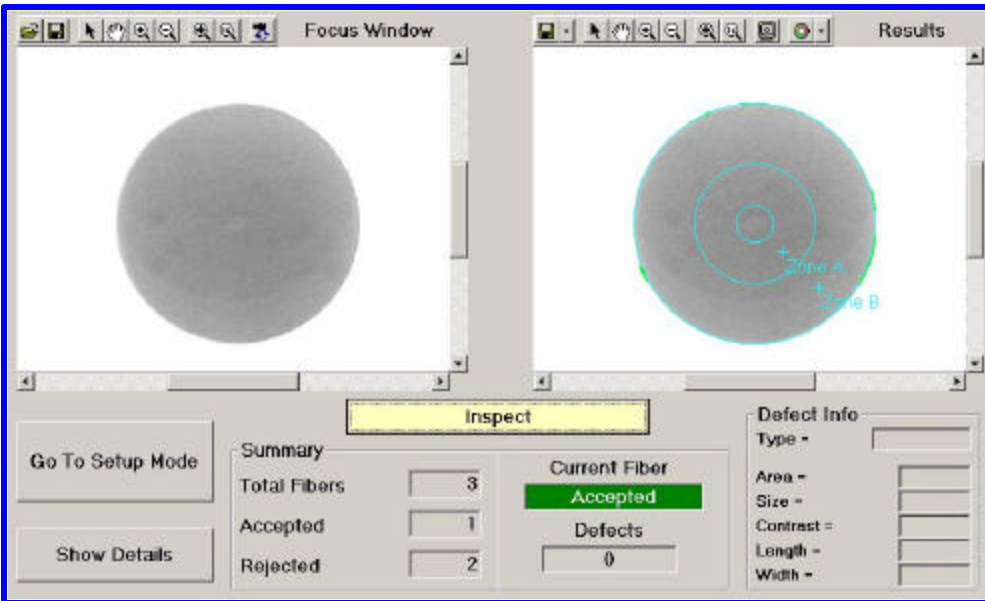 Focus Window
Results
Zone A
Zone B
Inspect
Go To Setup Mode
Show Details
Summary
Total Fibers 3
Accepted 1
Rejected 2
Current Fiber
Accepted
Defects
0
Defect Info
Type =
Area =
Size =
Contrast =
Length =
Width =